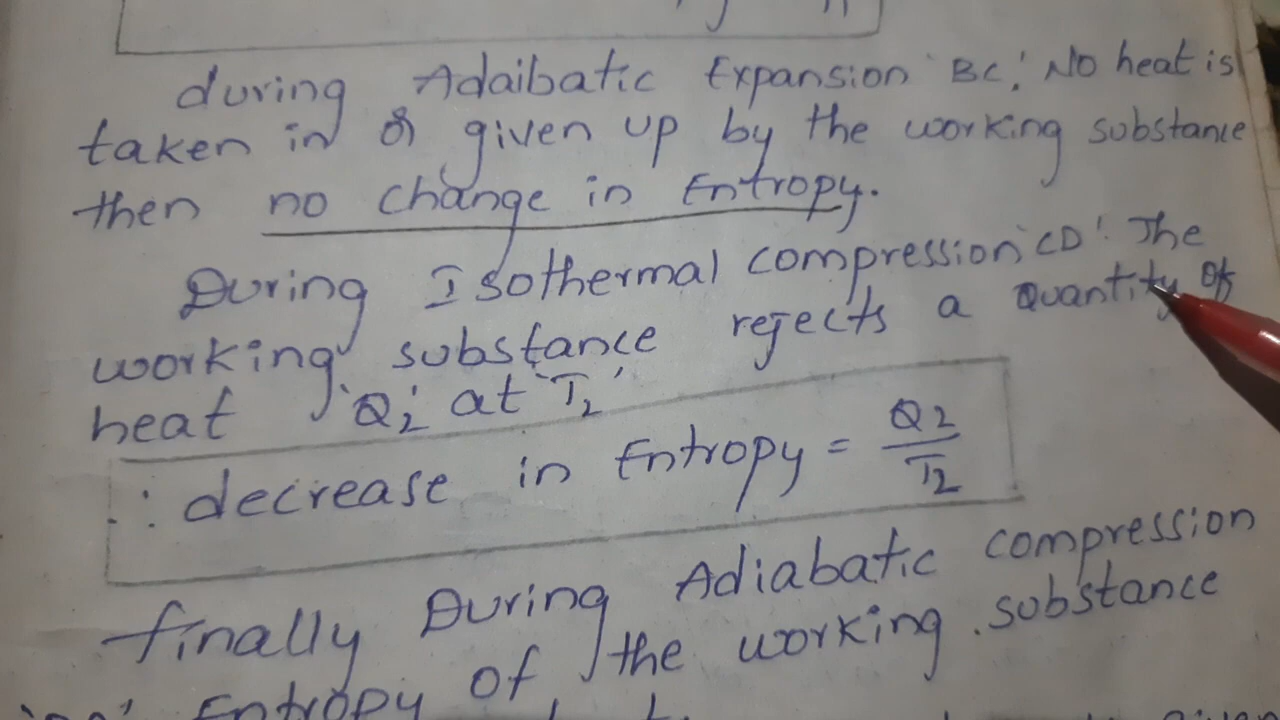 during Adaibatic Expansion 'BC'. No heat is
taken in or given up by the working substance
then no change in Entropy.
During Isothermal compression 'CD'. The
working substance rejects a Quantity of
heat 'Q2' at 'T2'
∴ decrease in Entropy = Q2/T2
finally During Adiabatic compression
Entropy of the working substance